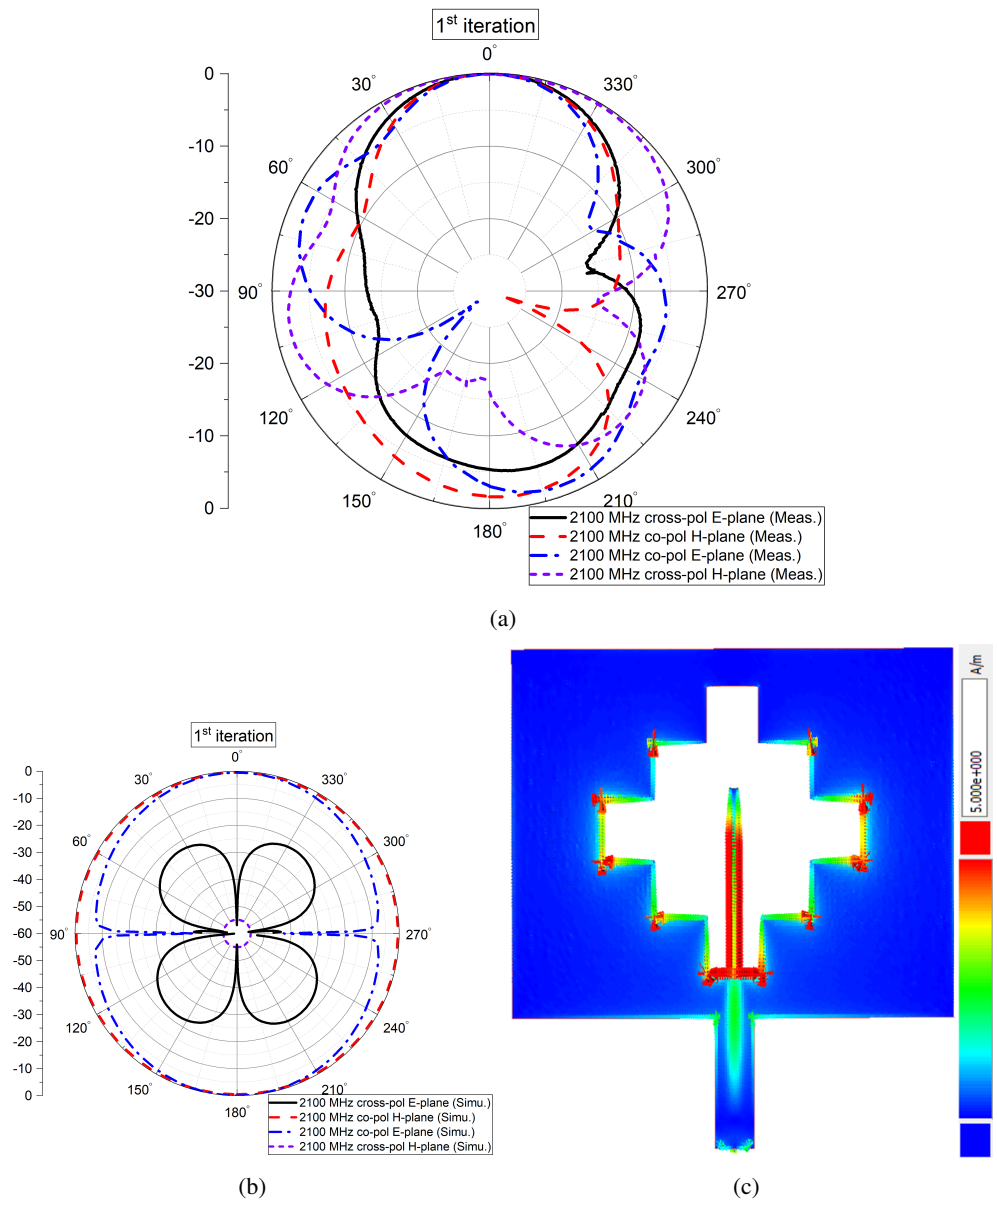 1st iteration
0°
0
30°
330°
-10
60°
300°
-20
-30
90°
270°
-20
120°
240°
-10
150°
210°
0
180°
2100 MHz cross-pol E-plane (Meas.)
2100 MHz co-pol H-plane (Meas.)
2100 MHz co-pol E-plane (Meas.)
2100 MHz cross-pol H-plane (Meas.)
(a)
1st iteration
0°
0
30°
330°
-10
-20
60°
300°
-30
-40
-50
-60
90°
270°
-50
-40
-30
120°
240°
-20
-10
150°
210°
0
180°
2100 MHz cross-pol E-plane (Simu.)
2100 MHz co-pol H-plane (Simu.)
2100 MHz co-pol E-plane (Simu.)
2100 MHz cross-pol H-plane (Simu.)
(b)
A/m
5.000e+000
(c)